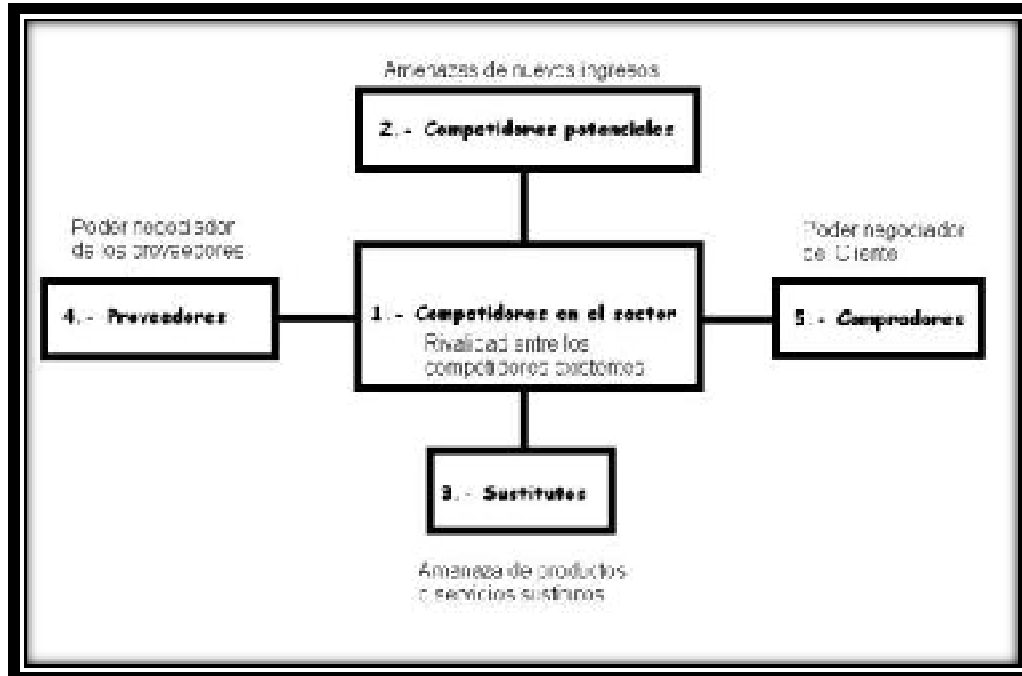 Amenazas de nuevos ingresos
2.- Competidores potenciales
Poder negociador
de los proveedores
Poder negociador
del Cliente
4.- Proveedores
1.- Competidores en el sector
Rivalidad entre los
competidores existentes
5.- Compradores
3.- Sustitutos
Amenaza de productos
o servicios sustitutos